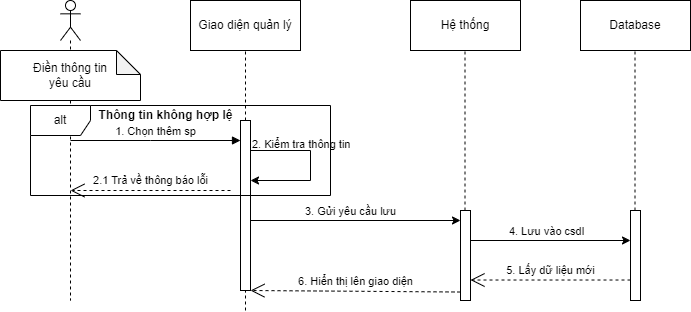 Giao diện quản lý
Hệ thống
Database
Điền thông tin
yêu cầu
alt
Thông tin không hợp lệ
1. Chọn thêm sp
2. Kiểm tra thông tin
2.1 Trả về thông báo lỗi
3. Gửi yêu cầu lưu
4. Lưu vào csdl
5. Lấy dữ liệu mới
6. Hiển thị lên giao diện